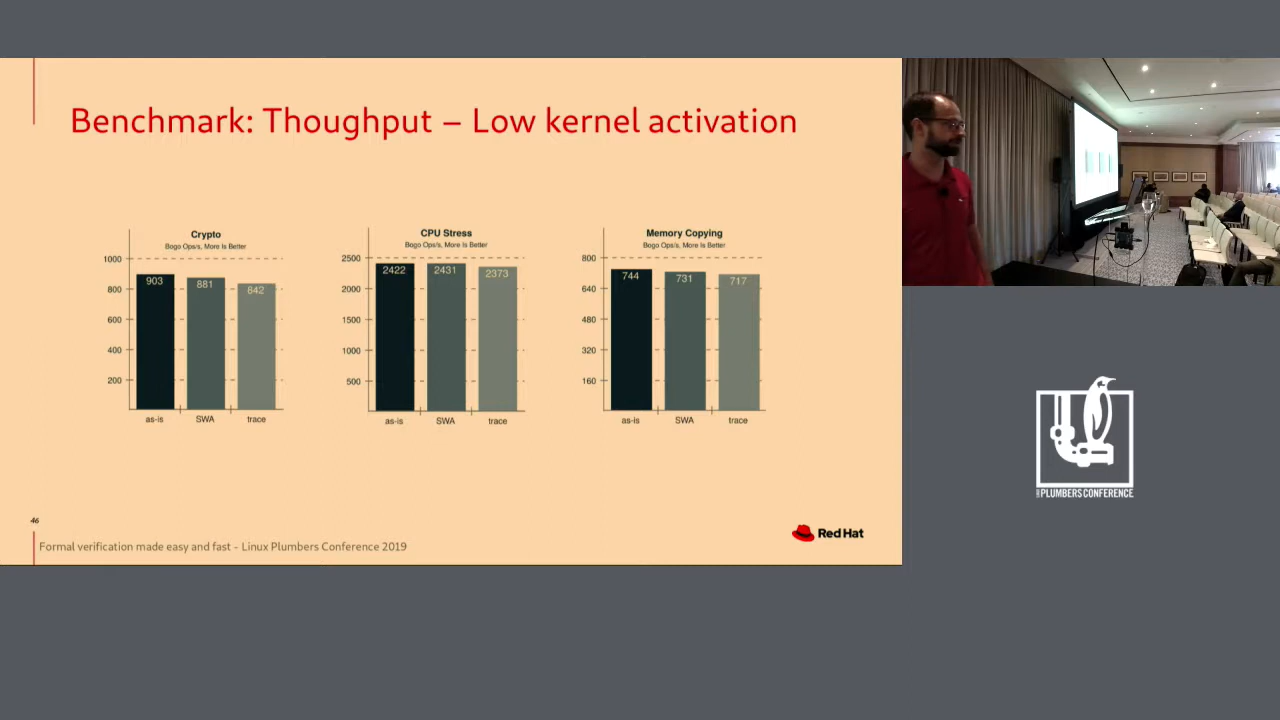 Benchmark: Thoughput – Low kernel activation
Crypto
Bogo Ops/s, More Is Better
1000
800
600
400
200
903
881
842
as-is
SWA
trace
CPU Stress
Bogo Ops/s, More Is Better
2500
2000
1500
1000
500
2422
2431
2373
as-is
SWA
trace
Memory Copying
Bogo Ops/s, More Is Better
800
640
480
320
160
744
731
717
as-is
SWA
trace
46
Formal verification made easy and fast - Linux Plumbers Conference 2019
Red Hat
PLUMBERS CONFERENCE